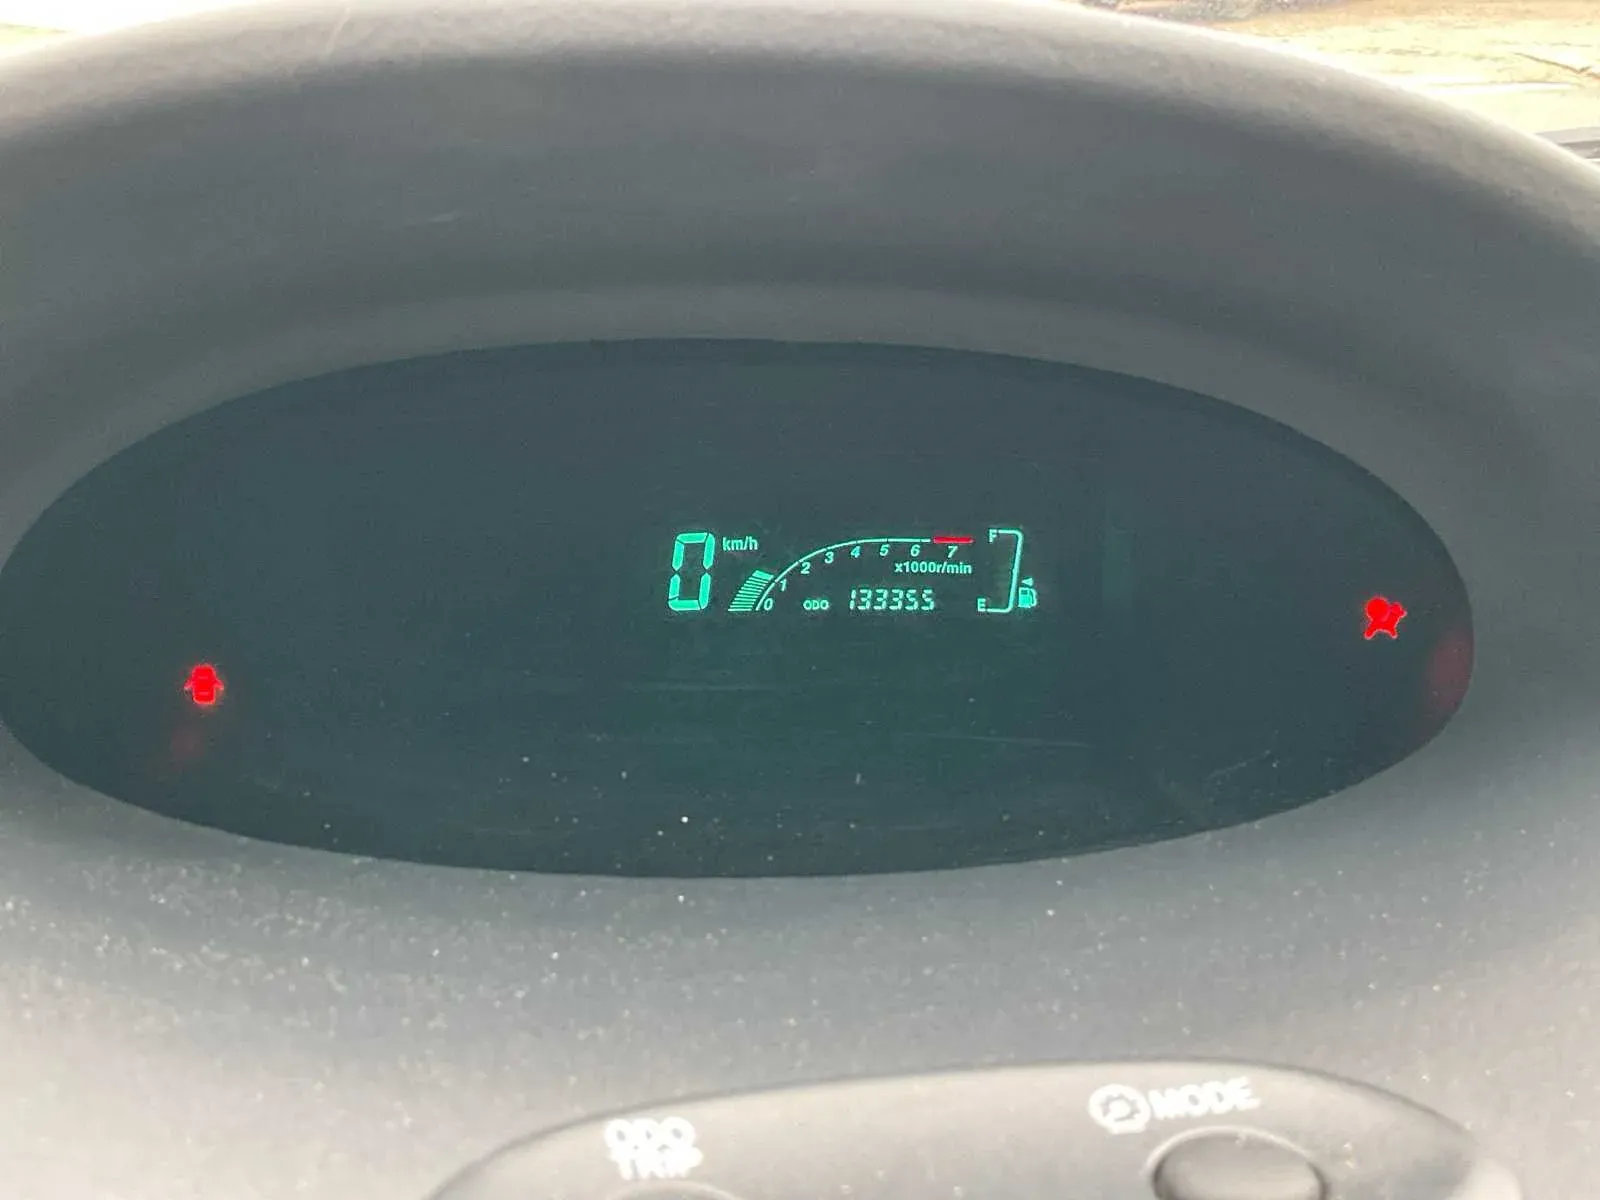 0 km/h
0 1 2 3 4 5 6 7
x1000r/min
ODO 133355
F
E
ODO
TRIP
MODE